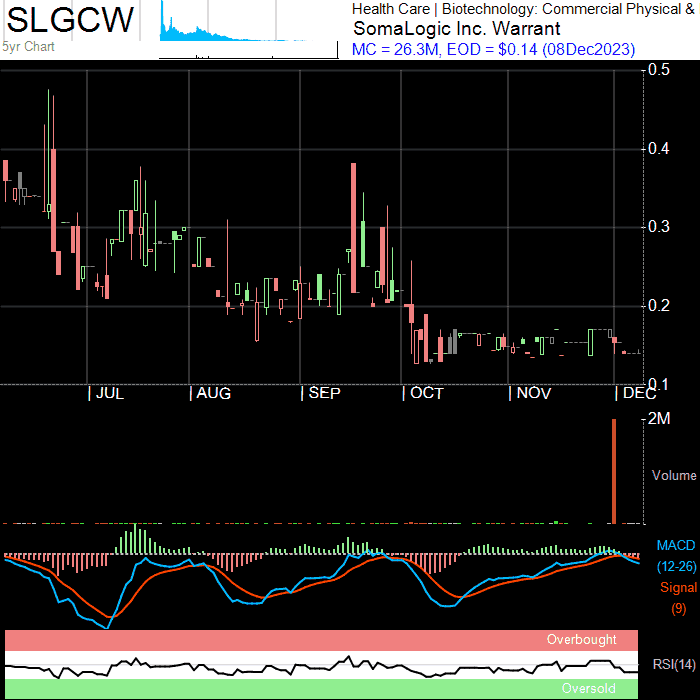 SLGCW
Health Care | Biotechnology: Commercial Physical &
SomaLogic Inc. Warrant
5yr Chart
MC = 26.3M, EOD = $0.14 (08Dec2023)
0.5
0.4
0.3
0.2
0.1
JUL AUG SEP OCT NOV DEC
2M
Volume
MACD
(12-26)
Signal
(9)
Overbought
RSI(14)
Oversold